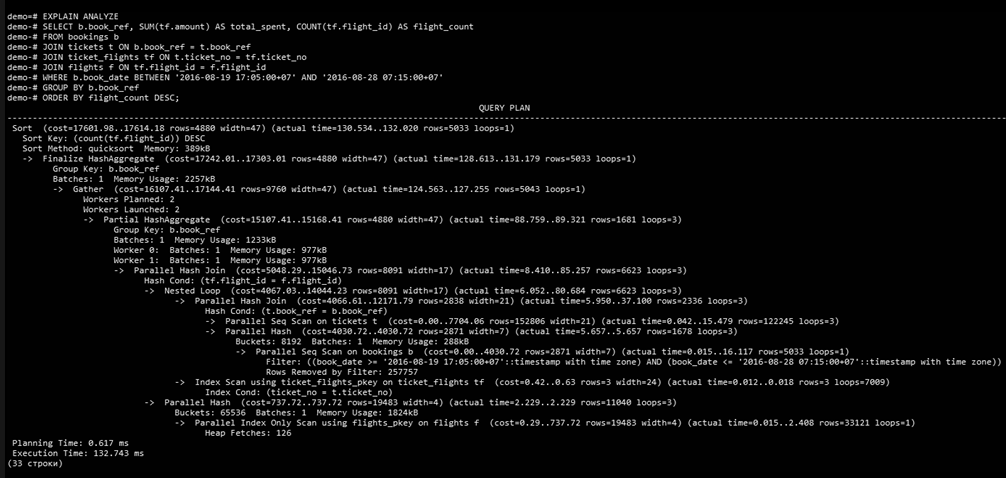 demo=# EXPLAIN ANALYZE
demo-# SELECT b.book_ref, SUM(tf.amount) AS total_spent, COUNT(tf.flight_id) AS flight_count
demo-# FROM bookings b
demo-# JOIN tickets t ON b.book_ref = t.book_ref
demo-# JOIN ticket_flights tf ON t.ticket_no = tf.ticket_no
demo-# JOIN flights f ON tf.flight_id = f.flight_id
demo-# WHERE b.book_date BETWEEN '2016-08-19 17:05:00+07' AND '2016-08-28 07:15:00+07'
demo-# GROUP BY b.book_ref
demo-# ORDER BY flight_count DESC;
QUERY PLAN
Sort (cost=17601.98..17614.18 rows=4880 width=47) (actual time=130.534..132.020 rows=5033 loops=1)
Sort Key: (count(tf.flight_id)) DESC
Sort Method: quicksort Memory: 389kB
-> Finalize HashAggregate (cost=17242.01..17303.01 rows=4880 width=47) (actual time=128.613..131.179 rows=5033 loops=1)
Group Key: b.book_ref
Batches: 1 Memory Usage: 2257kB
-> Gather (cost=16107.41..17144.41 rows=9760 width=47) (actual time=124.563..127.255 rows=5043 loops=1)
Workers Planned: 2
Workers Launched: 2
-> Partial HashAggregate (cost=15107.41..15168.41 rows=4880 width=47) (actual time=88.759..89.321 rows=1681 loops=3)
Group Key: b.book_ref
Batches: 1 Memory Usage: 1233kB
Worker 0: Batches: 1 Memory Usage: 977kB
Worker 1: Batches: 1 Memory Usage: 977kB
-> Parallel Hash Join (cost=5048.29..15046.73 rows=8091 width=17) (actual time=8.410..85.257 rows=6623 loops=3)
Hash Cond: (tf.flight_id = f.flight_id)
-> Nested Loop (cost=4067.03..14044.23 rows=8091 width=17) (actual time=6.052..80.684 rows=6623 loops=3)
-> Parallel Hash Join (cost=4066.61..12171.79 rows=2838 width=21) (actual time=5.950..37.100 rows=2336 loops=3)
Hash Cond: (t.book_ref = b.book_ref)
-> Parallel Seq Scan on tickets t (cost=0.00..7704.06 rows=152806 width=21) (actual time=0.042..15.479 rows=122245 loops=3)
-> Parallel Hash (cost=4030.72..4030.72 rows=2871 width=7) (actual time=5.657..5.657 rows=1678 loops=3)
Buckets: 8192 Batches: 1 Memory Usage: 288kB
-> Parallel Seq Scan on bookings b (cost=0.00..4030.72 rows=2871 width=7) (actual time=0.015..16.117 rows=5033 loops=1)
Filter: ((book_date >= '2016-08-19 17:05:00+07'::timestamp with time zone) AND (book_date <= '2016-08-28 07:15:00+07'::timestamp with time zone))
Rows Removed by Filter: 257757
-> Index Scan using ticket_flights_pkey on ticket_flights tf (cost=0.42..0.63 rows=3 width=24) (actual time=0.012..0.018 rows=3 loops=7009)
Index Cond: (ticket_no = t.ticket_no)
-> Parallel Hash (cost=737.72..737.72 rows=19483 width=4) (actual time=2.229..2.229 rows=11040 loops=3)
Buckets: 65536 Batches: 1 Memory Usage: 1824kB
-> Parallel Index Only Scan using flights_pkey on flights f (cost=0.29..737.72 rows=19483 width=4) (actual time=0.015..2.408 rows=33121 loops=1)
Heap Fetches: 126
Planning Time: 0.617 ms
Execution Time: 132.743 ms
(33 строки)